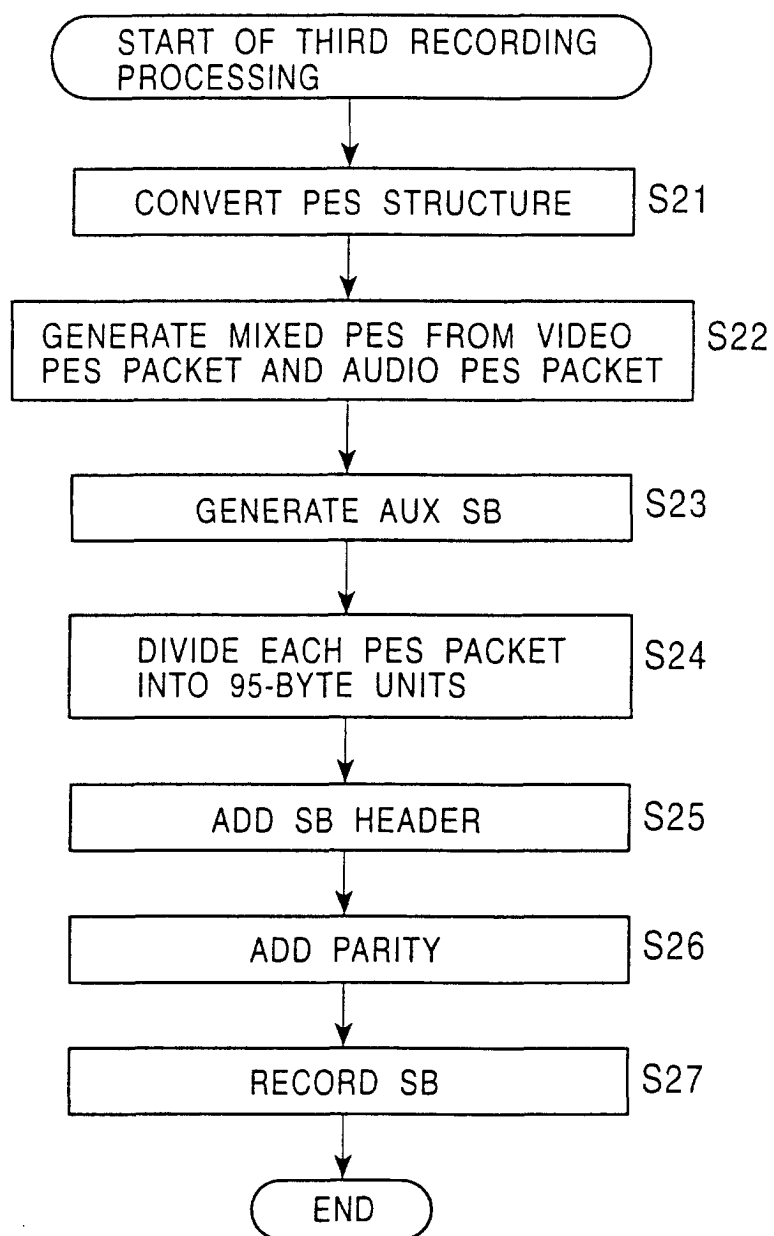 START OF THIRD RECORDING
PROCESSING
CONVERT PES STRUCTURE
S21
GENERATE MIXED PES FROM VIDEO
PES PACKET AND AUDIO PES PACKET
S22
GENERATE AUX SB
S23
DIVIDE EACH PES PACKET
INTO 95-BYTE UNITS
S24
ADD SB HEADER
S25
ADD PARITY
S26
RECORD SB
S27
END